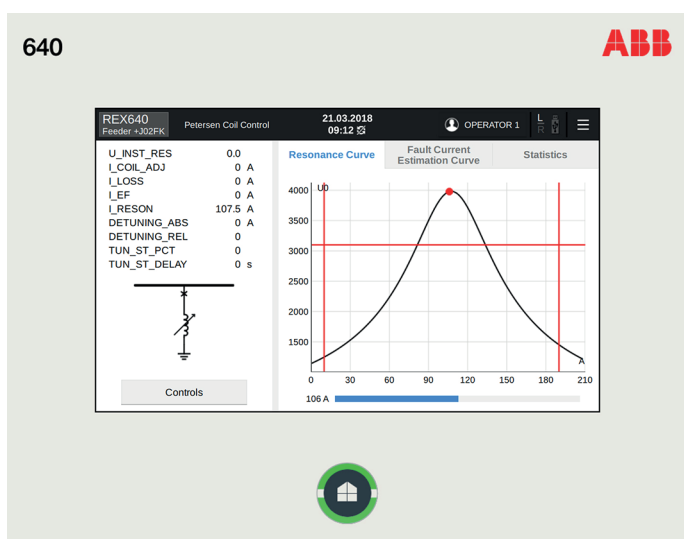 640
ABB
REX640
Feeder +J02FK
Petersen Coil Control
21.03.2018
09:12
OPERATOR 1
L
R
U_INST_RES 0.0
I_COIL_ADJ 0 A
I_LOSS 0 A
I_EF 0 A
I_RESON 107.5 A
DETUNING_ABS 0 A
DETUNING_REL 0
TUN_ST_PCT 0
TUN_ST_DELAY 0 s
Controls
Resonance Curve
Fault Current
Estimation Curve
Statistics
U0
4000
3500
3000
2500
2000
1500
A
0 30 60 90 120 150 180 210
106 A